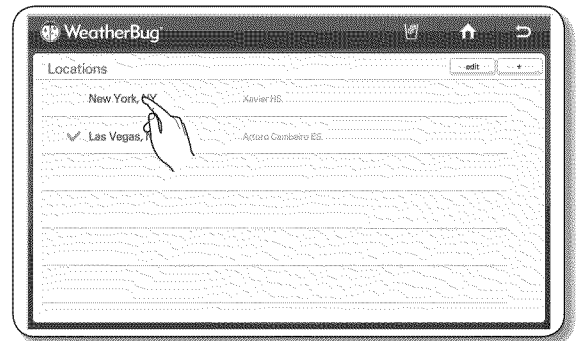 WeatherBug
Locations
edit +
New York, NY
Xavier HS.
Las Vegas,
Arturo Cambeiro ES.